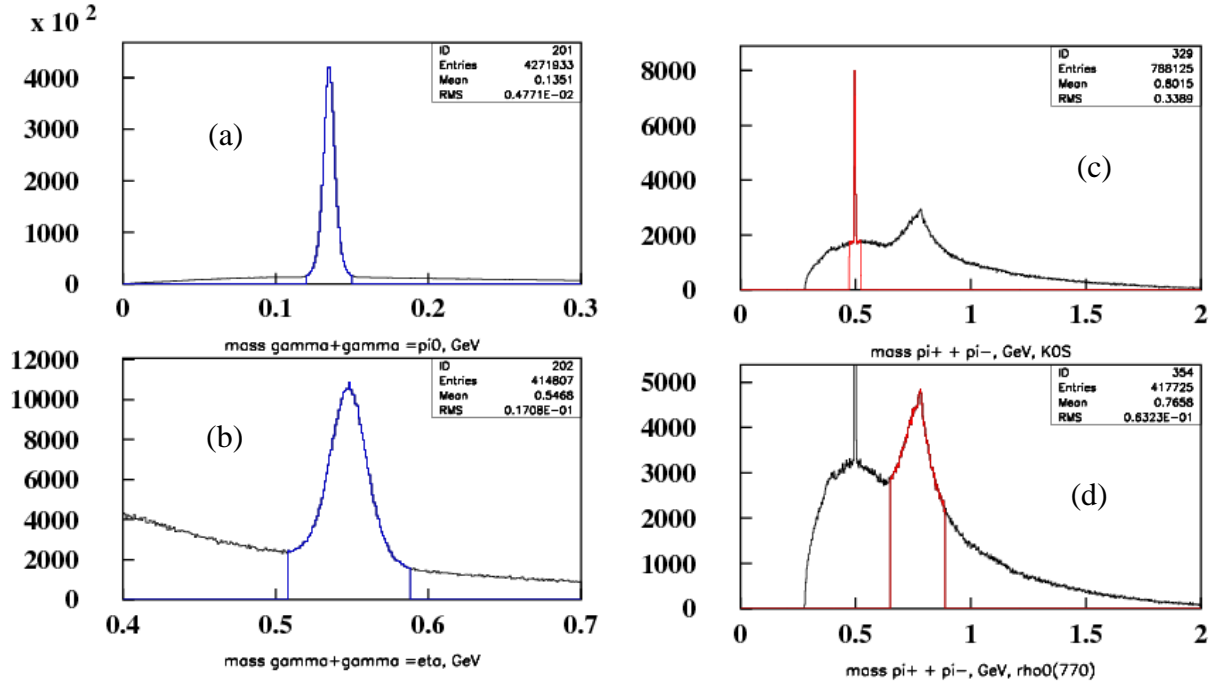 x 10 2
4000
3000
2000
1000
0
0 0.1 0.2 0.3
(a)
ID 201
Entries 4271933
Mean 0.1351
RMS 0.4771E-02
mass gamma+gamma =pi0, GeV
12000
10000
8000
6000
4000
2000
0
0.4 0.5 0.6 0.7
(b)
ID 202
Entries 414807
Mean 0.5468
RMS 0.1708E-01
mass gamma+gamma =eta, GeV
8000
6000
4000
2000
0
0 0.5 1 1.5 2
(c)
ID 329
Entries 788125
Mean 0.8015
RMS 0.3389
mass pi+ + pi-, GeV, K0S
5000
4000
3000
2000
1000
0
0 0.5 1 1.5 2
(d)
ID 354
Entries 417725
Mean 0.7658
RMS 0.6323E-01
mass pi+ + pi-, GeV, rho0(770)